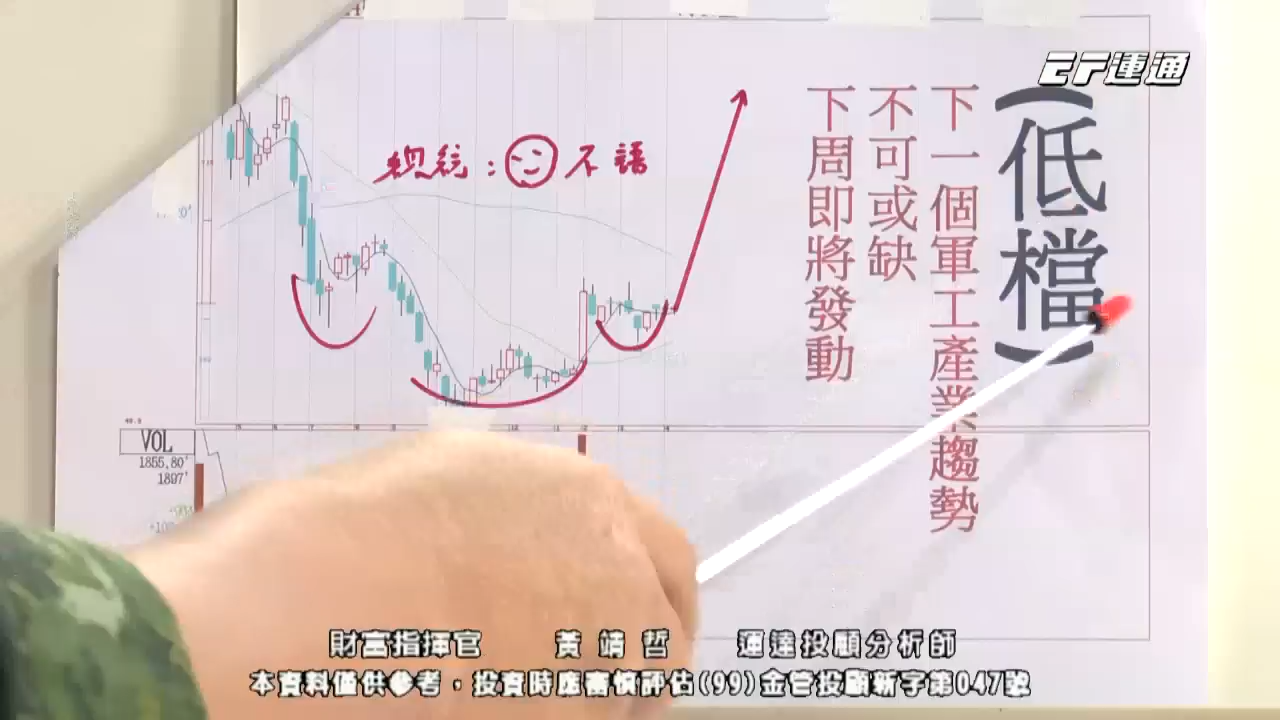 EF運通
(低檔)
下一個軍工產業趨勢
不可或缺
下周即將發動
總統:不語
VOL
1855.80'
1897'
財富指揮官 黃靖哲 運達投顧分析師
本資料僅供參考,投資時應審慎評估(99)金管投顧新字第047號